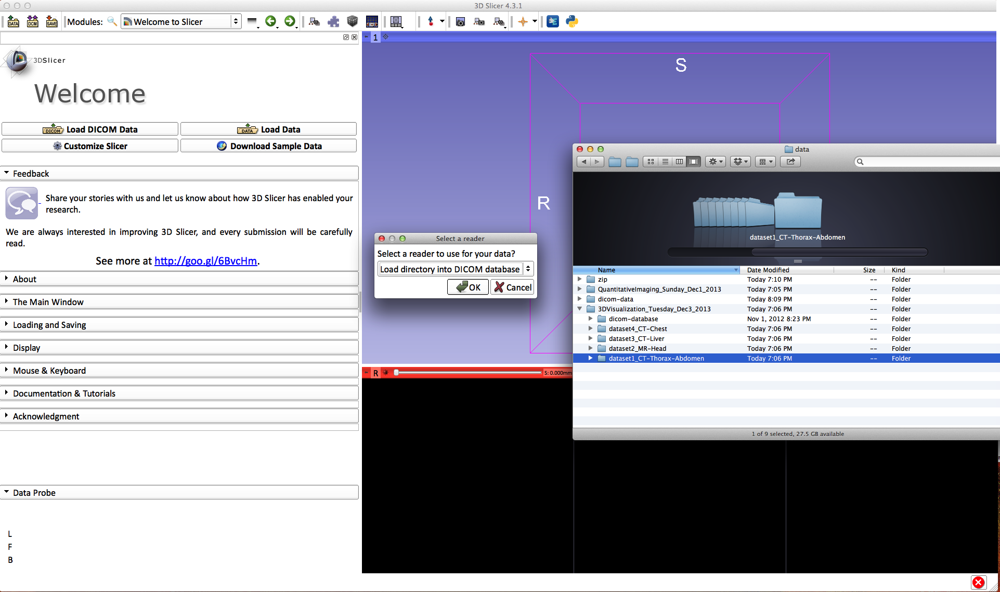 3D Slicer 4.3.1
DATA DCM SAVE Modules: Welcome to Slicer
3DSlicer
Welcome
DICOM Load DICOM Data
DATA Load Data
Customize Slicer
Download Sample Data
Feedback
Share your stories with us and let us know about how 3D Slicer has enabled your
research.
We are always interested in improving 3D Slicer, and every submission will be carefully
read.
See more at http://goo.gl/6BvcHm.
About
The Main Window
Loading and Saving
Display
Mouse & Keyboard
Documentation & Tutorials
Acknowledgment
Data Probe
L
F
B
1
S
R
Select a reader
Select a reader to use for your data?
Load directory into DICOM database
OK Cancel
R S: 0.000mm
data
dataset1_CT-Thorax-Abdomen
Name Date Modified Size Kind
zip Today 7:10 PM -- Folder
QuantitativeImaging_Sunday_Dec1_2013 Today 7:05 PM -- Folder
dicom-data Today 8:09 PM -- Folder
3DVisualization_Tuesday_Dec3_2013 Today 7:06 PM -- Folder
dicom-database Nov 1, 2012 8:23 PM -- Folder
dataset4_CT-Chest Today 7:06 PM -- Folder
dataset3_CT-Liver Today 7:06 PM -- Folder
dataset2_MR-Head Today 7:06 PM -- Folder
dataset1_CT-Thorax-Abdomen Today 7:06 PM -- Folder
1 of 9 selected, 27.5 GB available